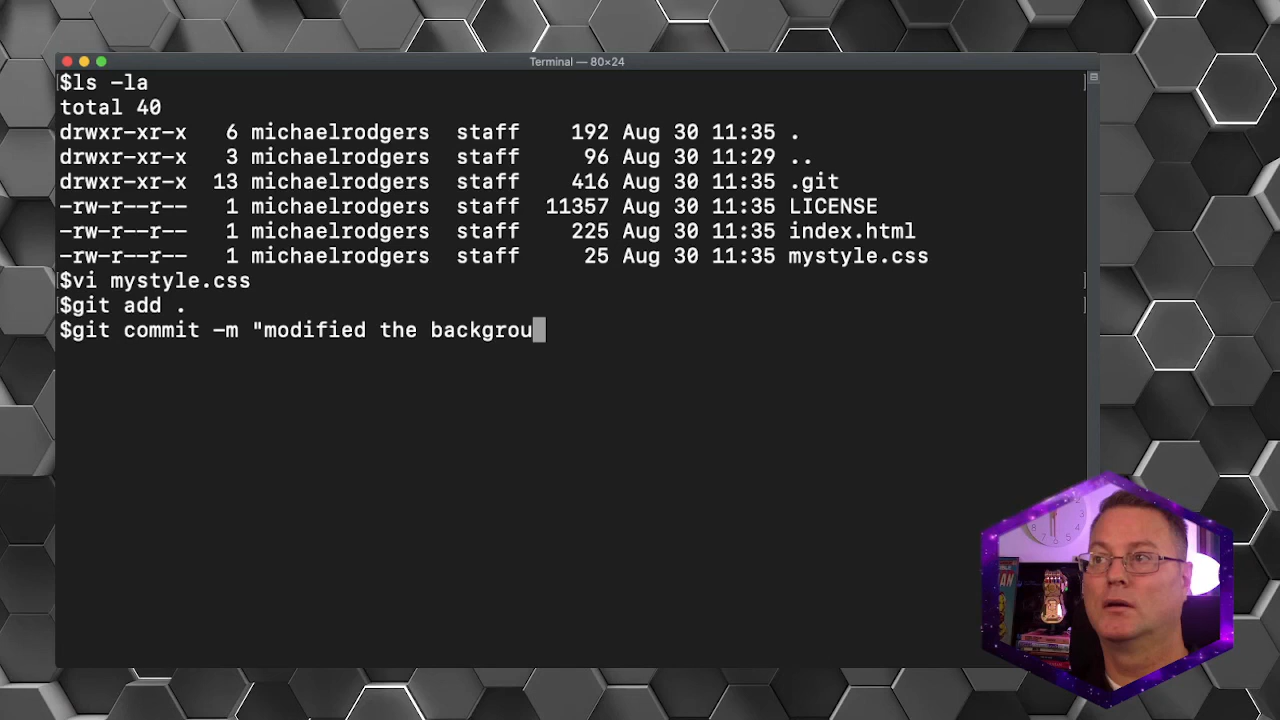 Terminal — 80×24
$ls -la
total 40
drwxr-xr-x 6 michaelrodgers staff 192 Aug 30 11:35 .
drwxr-xr-x 3 michaelrodgers staff 96 Aug 30 11:29 ..
drwxr-xr-x 13 michaelrodgers staff 416 Aug 30 11:35 .git
-rw-r--r-- 1 michaelrodgers staff 11357 Aug 30 11:35 LICENSE
-rw-r--r-- 1 michaelrodgers staff 225 Aug 30 11:35 index.html
-rw-r--r-- 1 michaelrodgers staff 25 Aug 30 11:35 mystyle.css
$vi mystyle.css
$git add .
$git commit -m "modified the backgrou